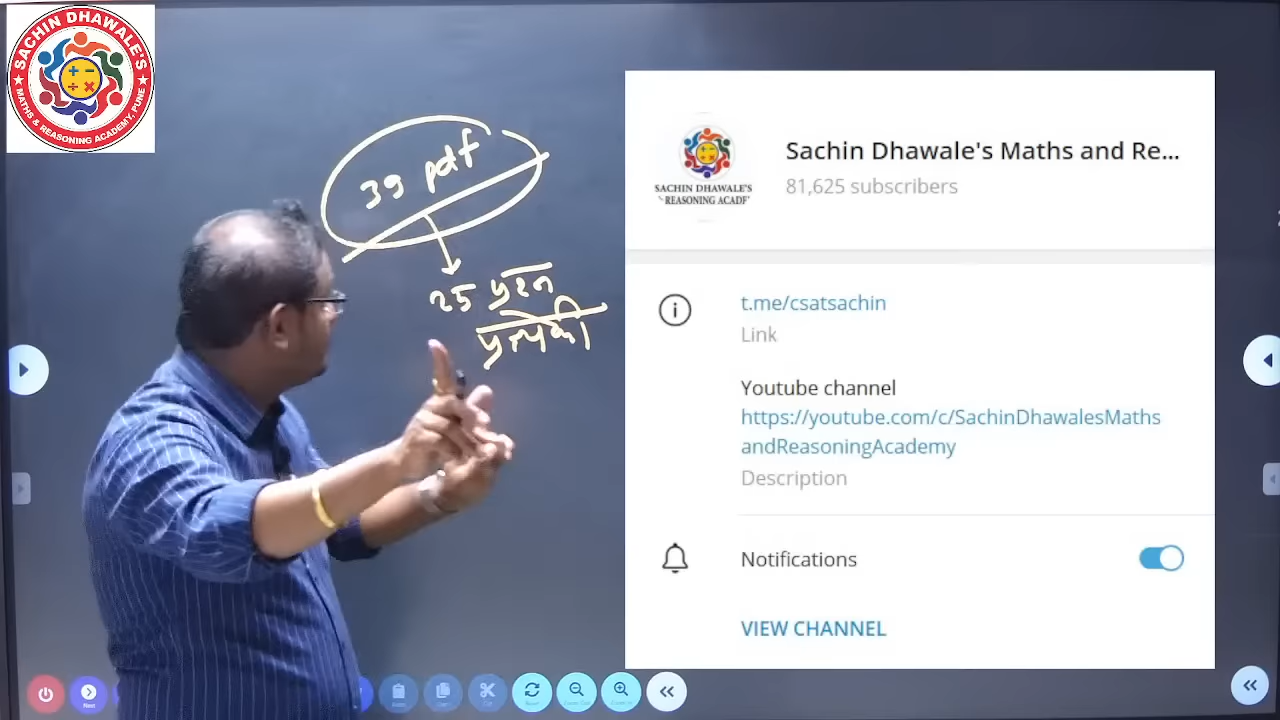 SACHIN DHAWALE'S
MATHS & REASONING ACADEMY, PUNE
39 pdf
25 प्रश्न
प्रत्येकी
Sachin Dhawale's Maths and Re...
81,625 subscribers
SACHIN DHAWALE'S
REASONING ACADE
t.me/csatsachin
Link
Youtube channel
https://youtube.com/c/SachinDhawalesMaths
andReasoningAcademy
Description
Notifications
VIEW CHANNEL
Next